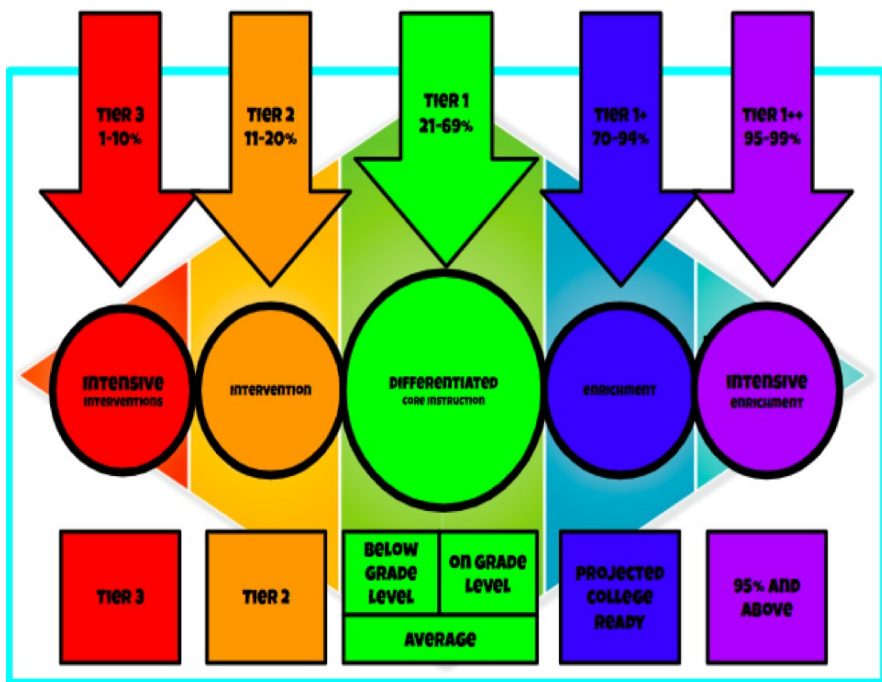 TIER 3
1-10%
TIER 2
11-20%
TIER 1
21-69%
TIER 1+
70-94%
TIER 1++
95-99%
INTENSIVE
INTERVENTIONS
INTERVENTION
DIFFERENTIATED
CORE INSTRUCTION
ENRICHMENT
INTENSIVE
ENRICHMENT
TIER 3
TIER 2
BELOW
GRADE
LEVEL
ON GRADE
LEVEL
AVERAGE
PROJECTED
COLLEGE
READY
95% AND
ABOVE